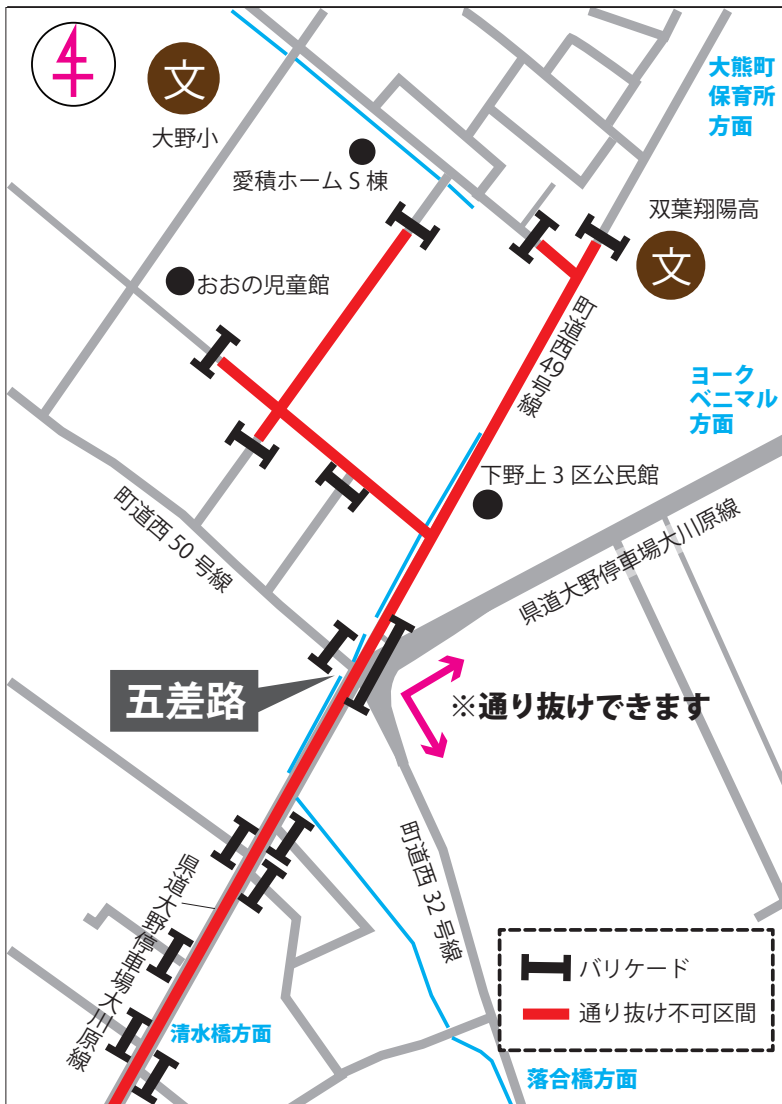 大熊町
保育所
方面
文
大野小
愛積ホーム S 棟
双葉翔陽高
文
おおの児童館
町道西49号線
ヨーク
ベニマル
方面
下野上 3 区公民館
町道西 50 号線
県道大野停車場大川原線
五差路
※通り抜けできます
町道西 32 号線
県道大野停車場大川原線
バリケード
通り抜け不可区間
清水橋方面
落合橋方面